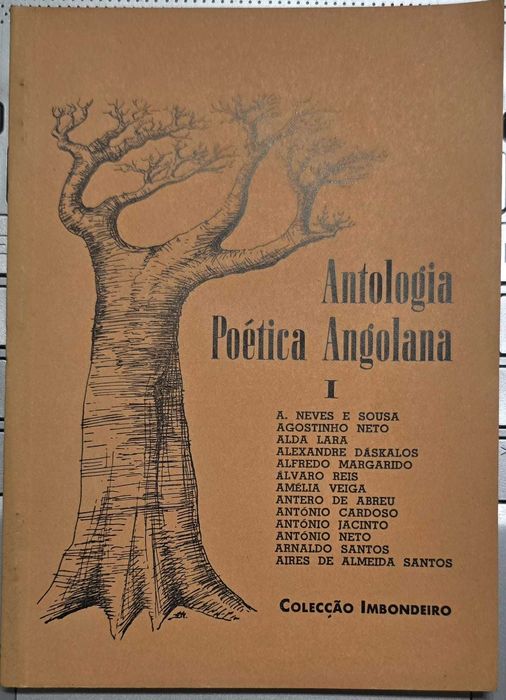 Antologia
Poética Angolana
I
A. NEVES E SOUSA
AGOSTINHO NETO
ALDA LARA
ALEXANDRE DÁSKALOS
ALFREDO MARGARIDO
ÁLVARO REIS
AMÉLIA VEIGA
ANTERO DE ABREU
ANTÓNIO CARDOSO
ANTÓNIO JACINTO
ANTÓNIO NETO
ARNALDO SANTOS
AIRES DE ALMEIDA SANTOS
COLECÇÃO IMBONDEIRO